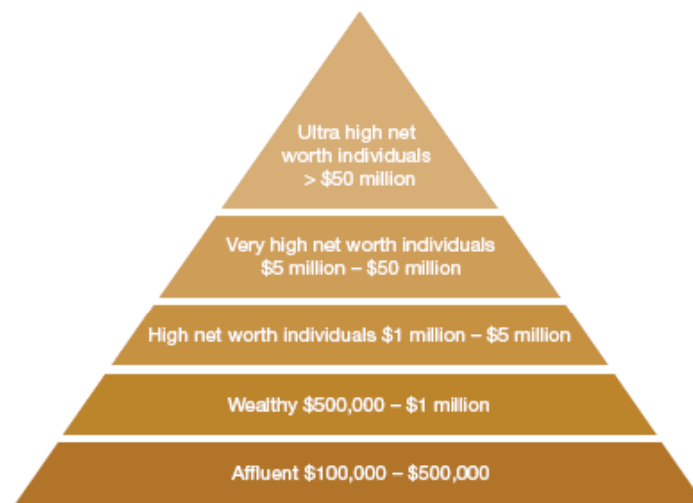 Ultra high net
worth individuals
> $50 million
Very high net worth individuals
$5 million – $50 million
High net worth individuals $1 million – $5 million
Wealthy $500,000 – $1 million
Affluent $100,000 – $500,000